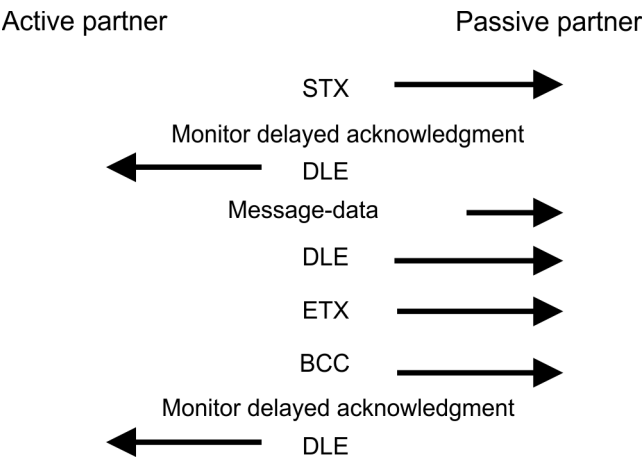 Active partner Passive partner
STX
Monitor delayed acknowledgment
DLE
Message-data
DLE
ETX
BCC
Monitor delayed acknowledgment
DLE